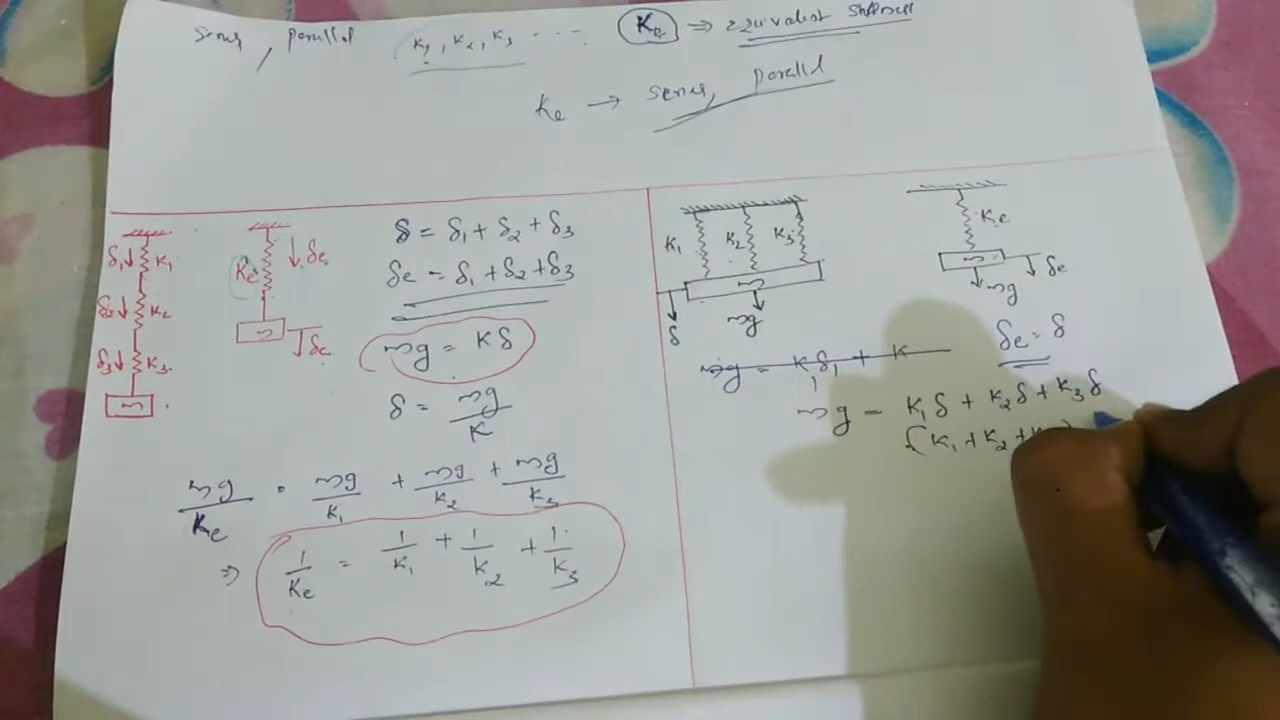 series, parallel K₁, K₂, K₃ ... Ke ⇒ equivalent stiffness
Ke → series, parallel
δ₁↓ K₁
δ₂↓ K₂
δ₃↓ K₃
m
Ke ↓δe
m ↓δe
δ = δ₁ + δ₂ + δ₃
δe = δ₁ + δ₂ + δ₃
mg = Kδ
δ = mg/K
mg/Ke = mg/K₁ + mg/K₂ + mg/K₃
⇒ 1/Ke = 1/K₁ + 1/K₂ + 1/K₃
K₁ K₂ K₃
m
δ mg
Ke
m ↓δe
mg
δe = δ
mg = K₁δ₁ + K
mg = K₁δ + K₂δ + K₃δ
(K₁ + K₂ +